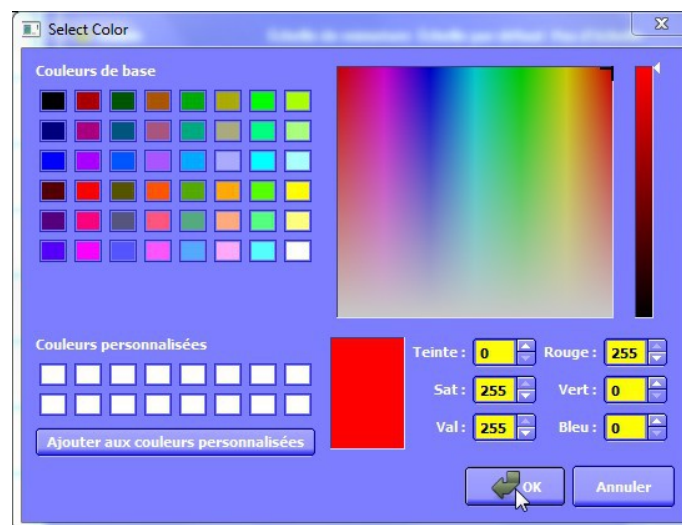 Select Color
Couleurs de base
Couleurs personnalisées
Ajouter aux couleurs personnalisées
Teinte : 0 Rouge : 255
Sat : 255 Vert : 0
Val : 255 Bleu : 0
OK Annuler